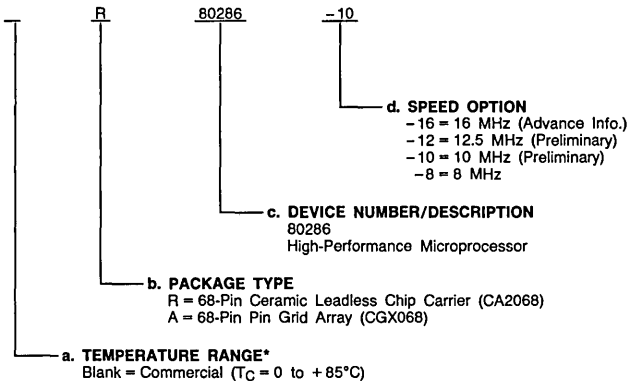 R 80286 -10
d. SPEED OPTION
-16 = 16 MHz (Advance Info.)
-12 = 12.5 MHz (Preliminary)
-10 = 10 MHz (Preliminary)
-8 = 8 MHz
c. DEVICE NUMBER/DESCRIPTION
80286
High-Performance Microprocessor
b. PACKAGE TYPE
R = 68-Pin Ceramic Leadless Chip Carrier (CA2068)
A = 68-Pin Pin Grid Array (CGX068)
a. TEMPERATURE RANGE*
Blank = Commercial (TC = 0 to +85°C)